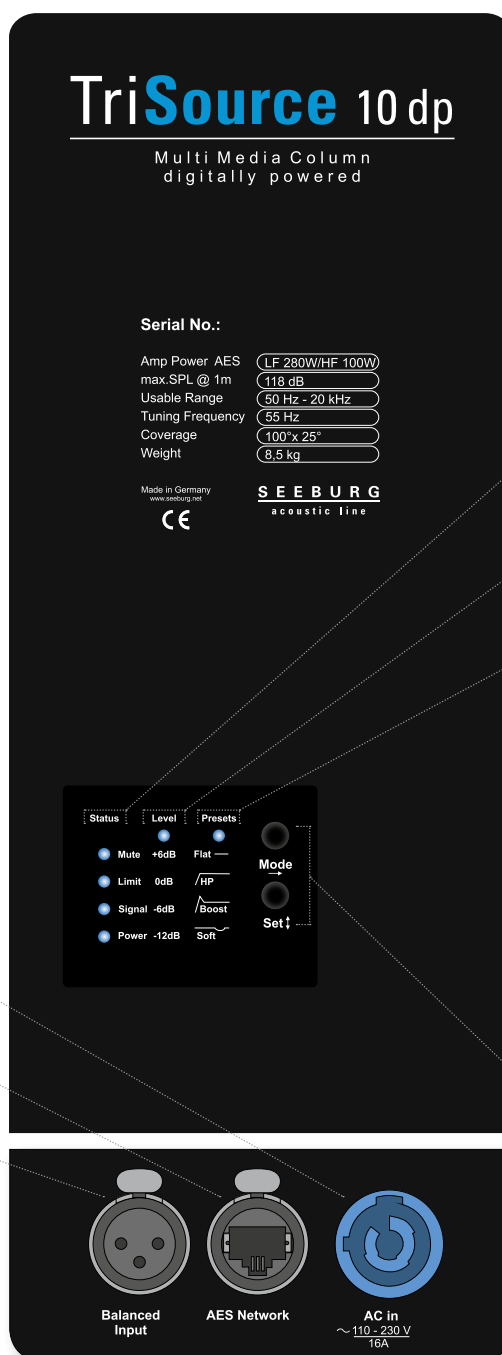 TriSource 10 dp
Multi Media Column
digitally powered
Serial No.:
Amp Power AES LF 280W/HF 100W
max.SPL @ 1m 118 dB
Usable Range 50 Hz - 20 kHz
Tuning Frequency 55 Hz
Coverage 100°x 25°
Weight 8,5 kg
Made in Germany
www.seeburg.net
CE
SEEBURG
acoustic line
Status Level Presets
Mute +6dB Flat
Limit 0dB HP
Signal -6dB Boost
Power -12dB Soft
Mode
→
Set ↕
Balanced
Input
AES Network
AC in
~ 110 - 230 V
16A